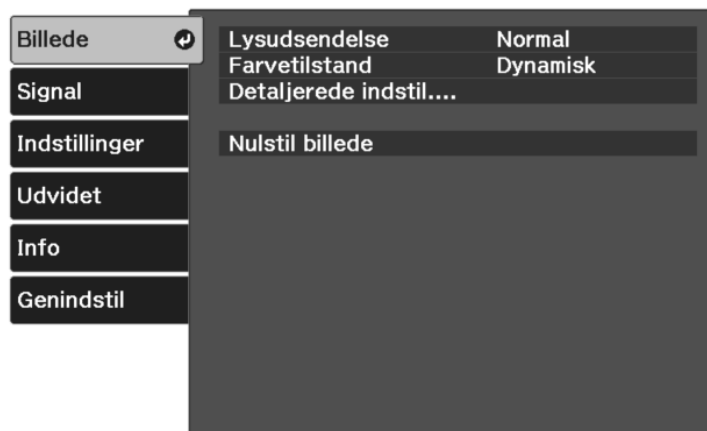 Billede
Signal
Indstillinger
Udvidet
Info
Genindstil
Lysudsendelse Normal
Farvetilstand Dynamisk
Detaljerede indstil....
Nulstil billede